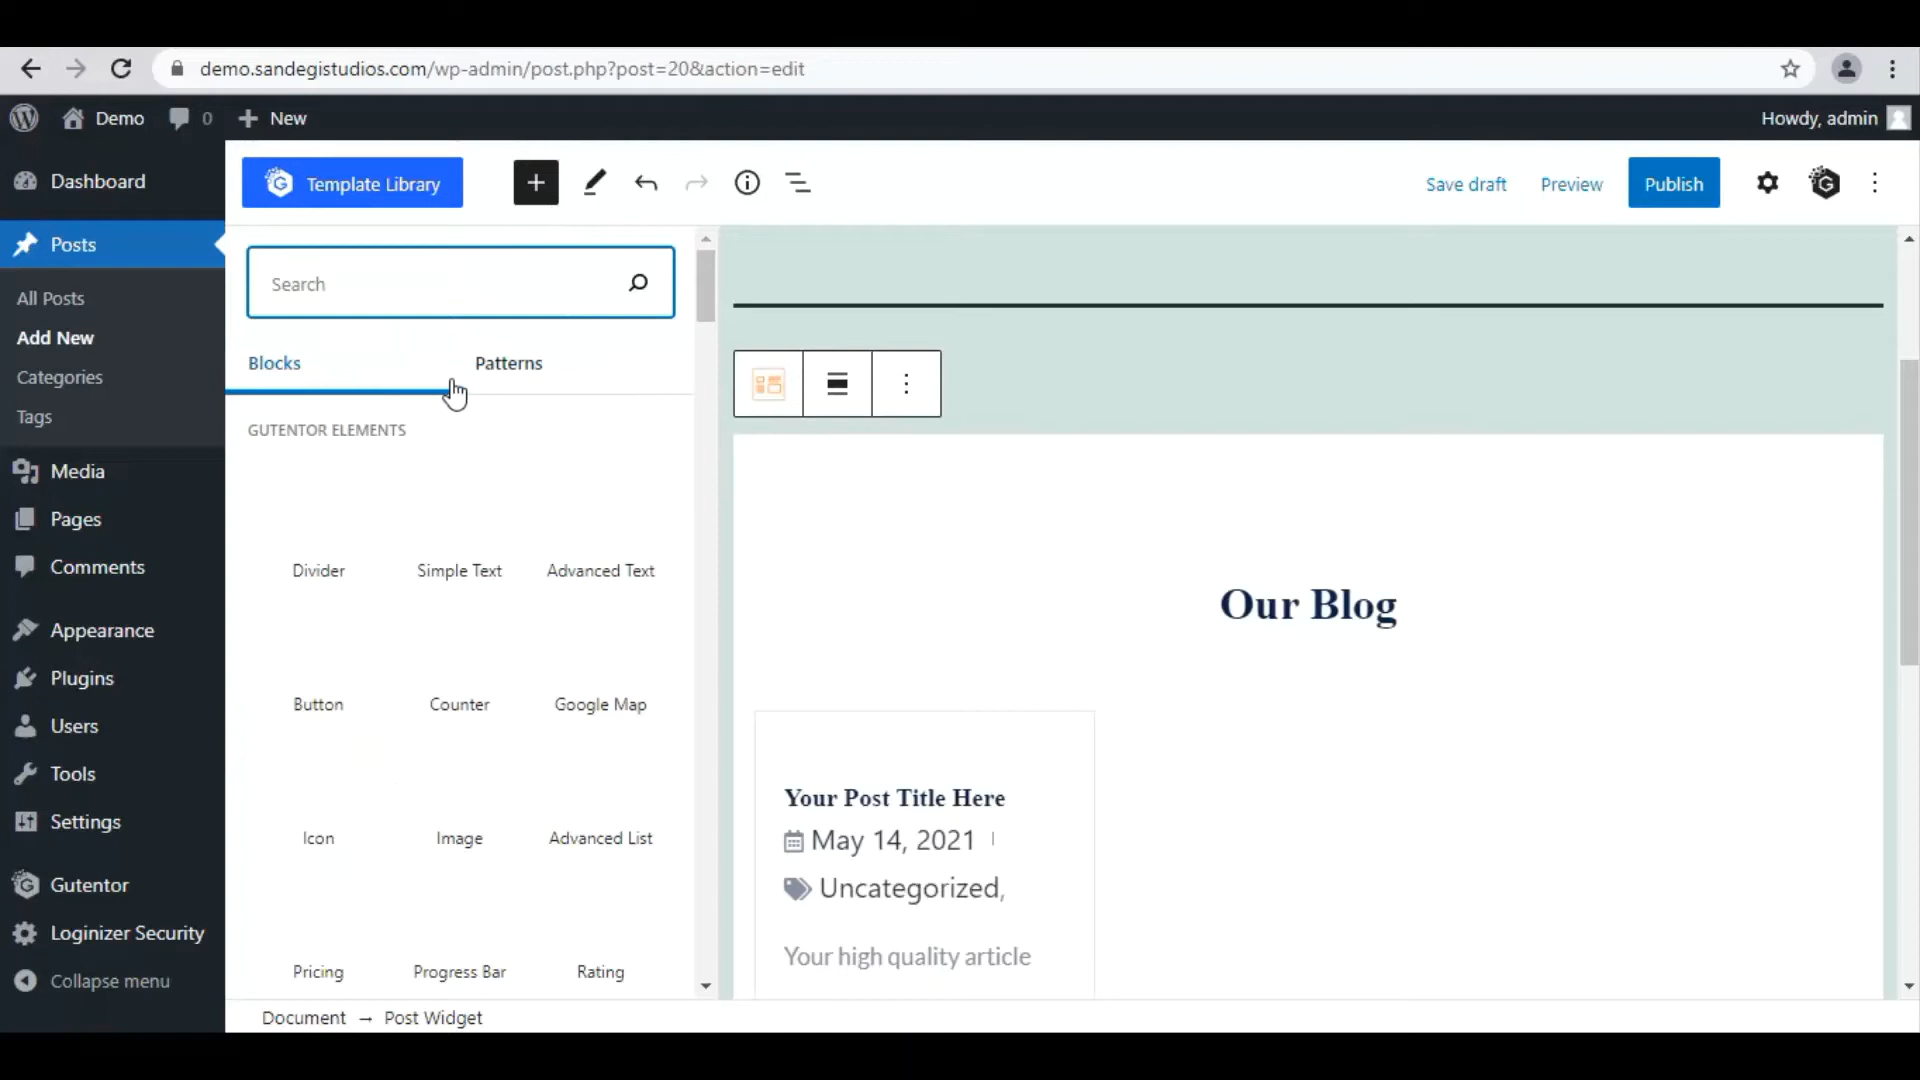 demo.sandegistudios.com/wp-admin/post.php?post=20&action=edit
Demo 0 New Howdy, admin
Dashboard
Posts
All Posts
Add New
Categories
Tags
Media
Pages
Comments
Appearance
Plugins
Users
Tools
Settings
Gutentor
Loginizer Security
Collapse menu
Template Library Save draft Preview Publish
Search
Blocks Patterns
GUTENTOR ELEMENTS
Divider Simple Text Advanced Text
Button Counter Google Map
Icon Image Advanced List
Pricing Progress Bar Rating
Our Blog
Your Post Title Here
May 14, 2021 |
Uncategorized,
Your high quality article
Document → Post Widget